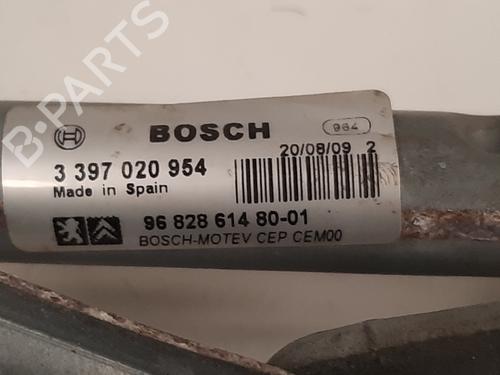 B-PARTS
BOSCH
984
3 397 020 954
Made in Spain
20/08/09 2
96 828 614 80-01
BOSCH-MOTEV CEP CEM00